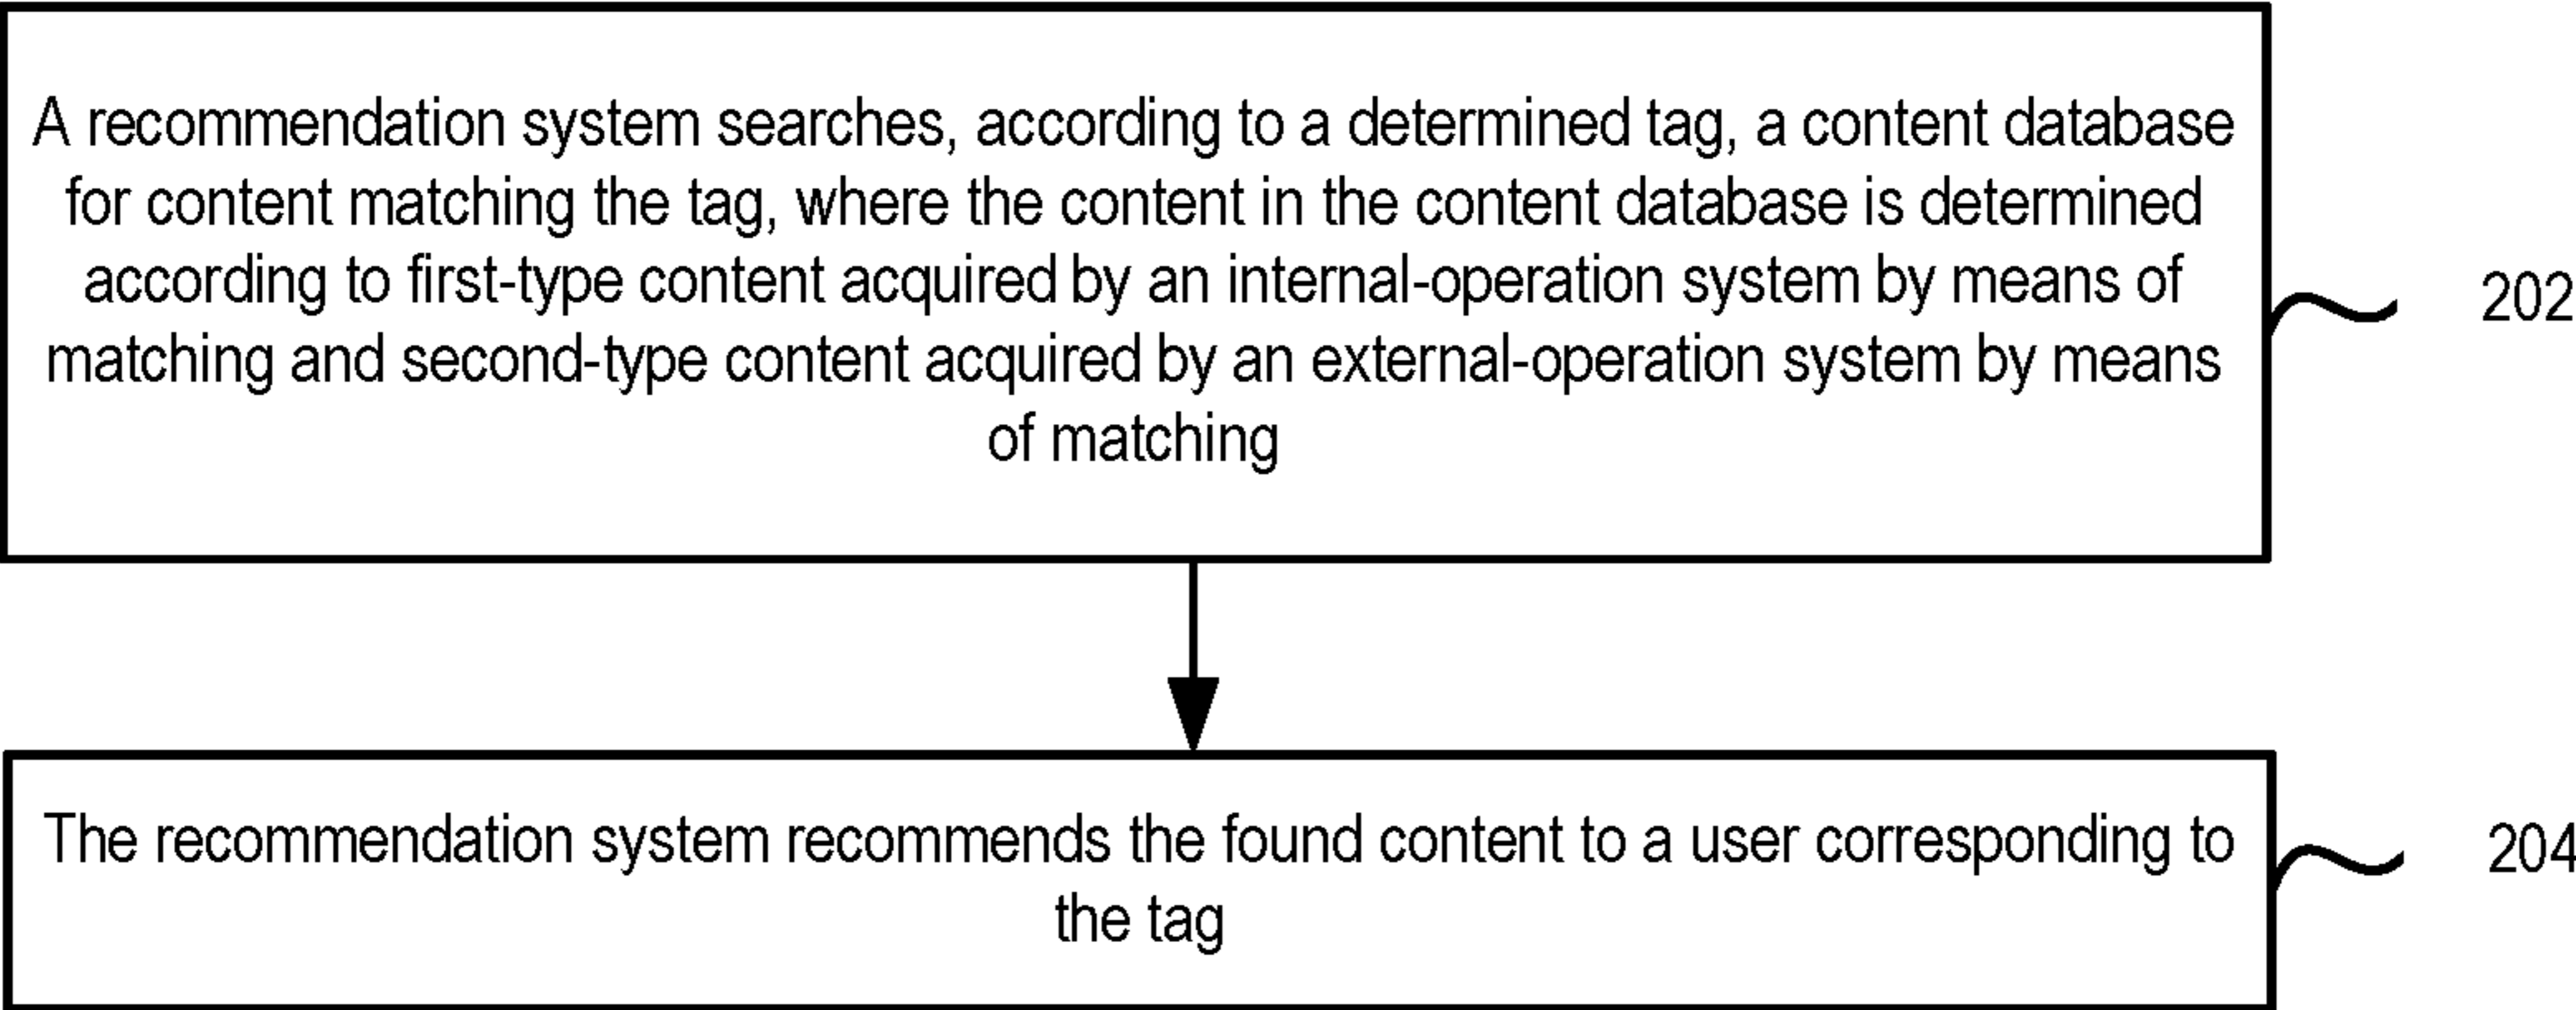 A recommendation system searches, according to a determined tag, a content database
for content matching the tag, where the content in the content database is determined
according to first-type content acquired by an internal-operation system by means of
matching and second-type content acquired by an external-operation system by means
of matching
202
The recommendation system recommends the found content to a user corresponding to
the tag
204